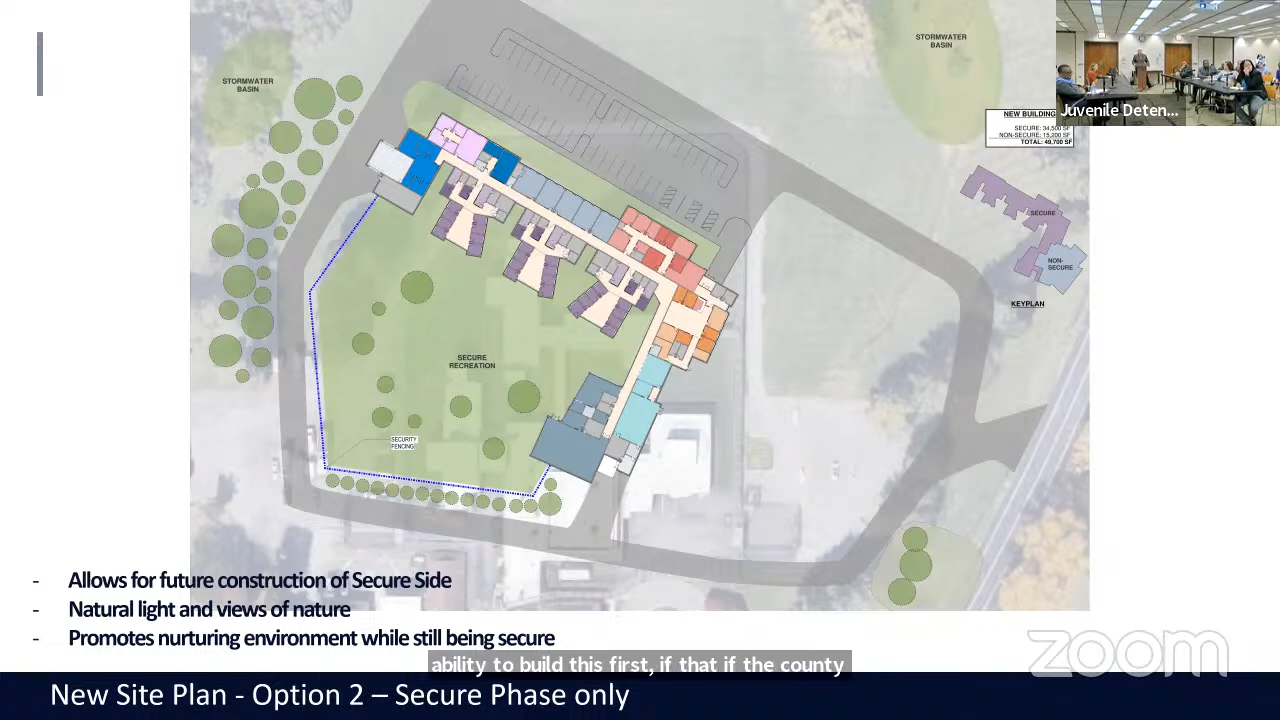 STORMWATER
BASIN
STORMWATER
BASIN
Juvenile Deten...
NEW BUILDING
SECURE: 34,500 SF
NON-SECURE: 15,200 SF
TOTAL: 49,700 SF
SECURE
NON-
SECURE
KEYPLAN
SECURE
RECREATION
SECURITY
FENCING
- Allows for future construction of Secure Side
- Natural light and views of nature
- Promotes nurturing environment while still being secure
zoom
ability to build this first, if that if the county
New Site Plan - Option 2 – Secure Phase only